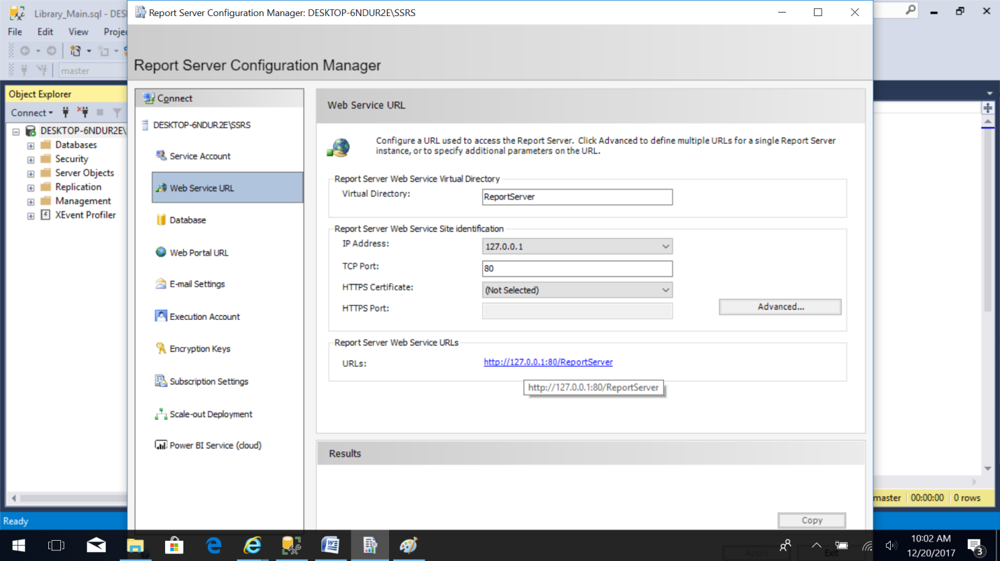 Library_Main.sql - DES
Report Server Configuration Manager: DESKTOP-6NDUR2E\SSRS
File Edit View Projec
master
Report Server Configuration Manager
Object Explorer
Connect
DESKTOP-6NDUR2E\
Databases
Security
Server Objects
Replication
Management
XEvent Profiler
Connect
DESKTOP-6NDUR2E\SSRS
Service Account
Web Service URL
Database
Web Portal URL
E-mail Settings
Execution Account
Encryption Keys
Subscription Settings
Scale-out Deployment
Power BI Service (cloud)
Web Service URL
Configure a URL used to access the Report Server. Click Advanced to define multiple URLs for a single Report Server
instance, or to specify additional parameters on the URL.
Report Server Web Service Virtual Directory
Virtual Directory: ReportServer
Report Server Web Service Site identification
IP Address: 127.0.0.1
TCP Port: 80
HTTPS Certificate: (Not Selected)
HTTPS Port:
Advanced...
Report Server Web Service URLs
URLs: http://127.0.0.1:80/ReportServer
http://127.0.0.1:80/ReportServer
Results
Copy
Apply Exit
master 00:00:00 0 rows
Ready
10:02 AM
12/20/2017
3